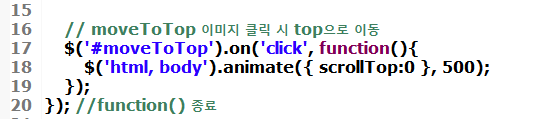 15
16 // moveToTop 이미지 클릭 시 top으로 이동
17 $('#moveToTop').on('click', function(){
18 $('html, body').animate({ scrollTop:0 }, 500);
19 });
20 }); //function() 종료